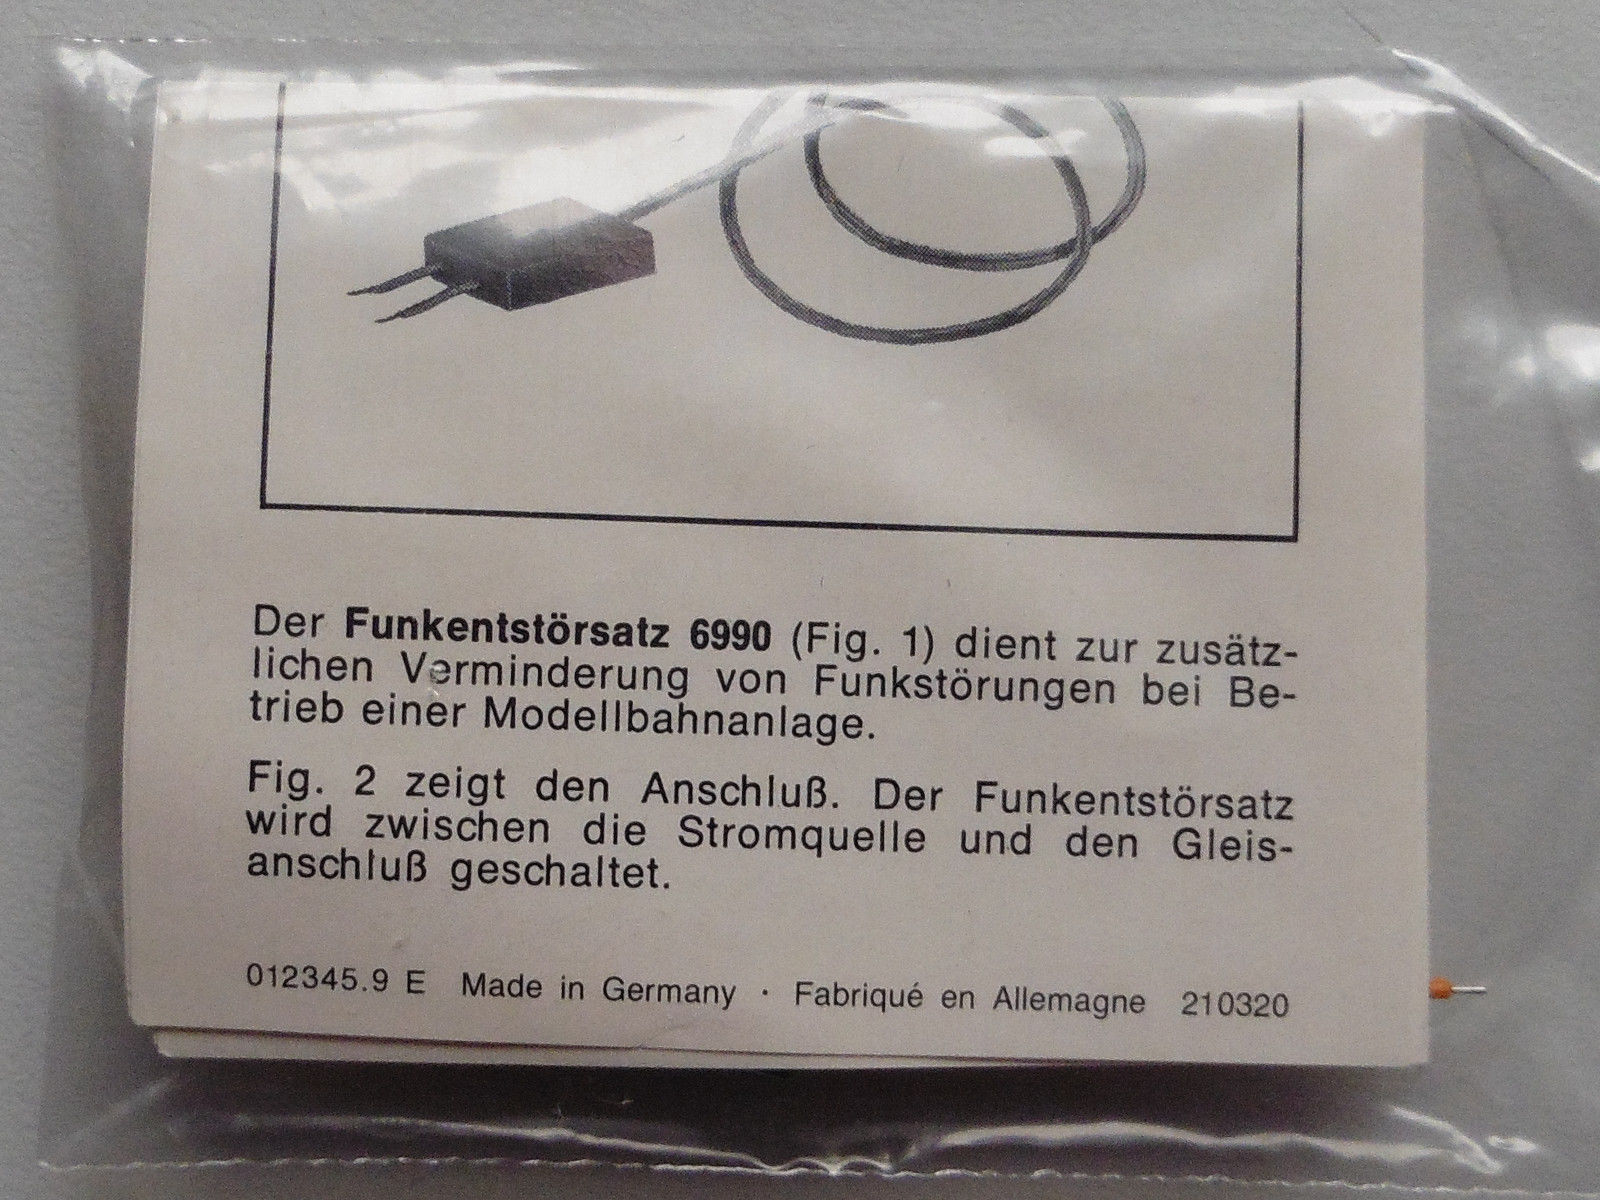 Der Funkentstörsatz 6990 (Fig. 1) dient zur zusätz-
lichen Verminderung von Funkstörungen bei Be-
trieb einer Modellbahnanlage.
Fig. 2 zeigt den Anschluß. Der Funkentstörsatz
wird zwischen die Stromquelle und den Gleis-
anschluß geschaltet.
012345.9 E Made in Germany · Fabriqué en Allemagne 210320